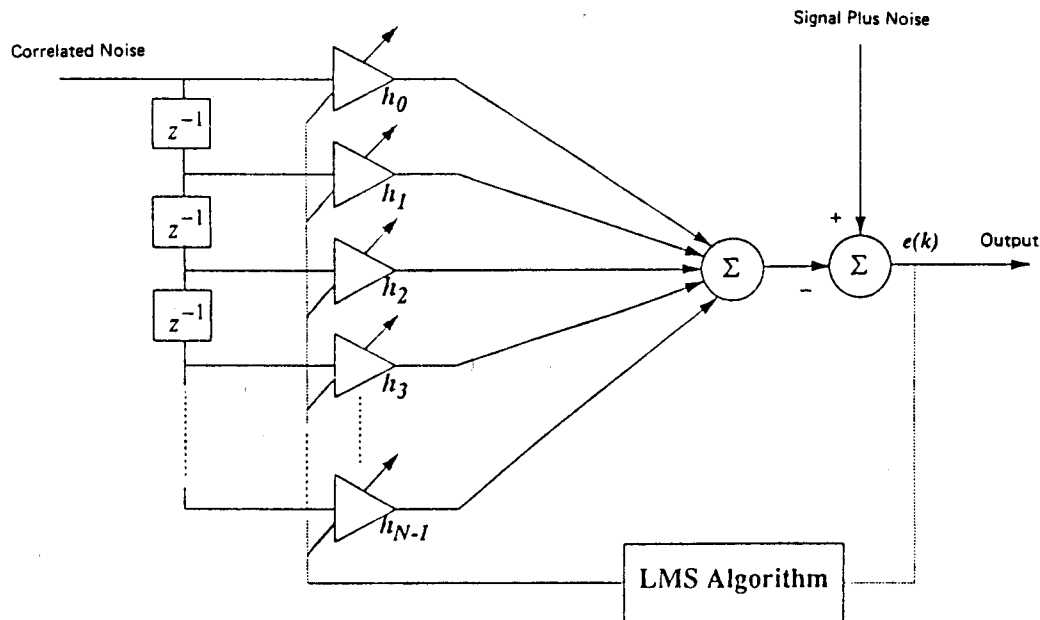 Signal Plus Noise
Correlated Noise
h₀
z⁻¹
h₁
z⁻¹
h₂
z⁻¹
h₃
h_{N-1}
Σ
+
−
Σ
e(k)
Output
LMS Algorithm